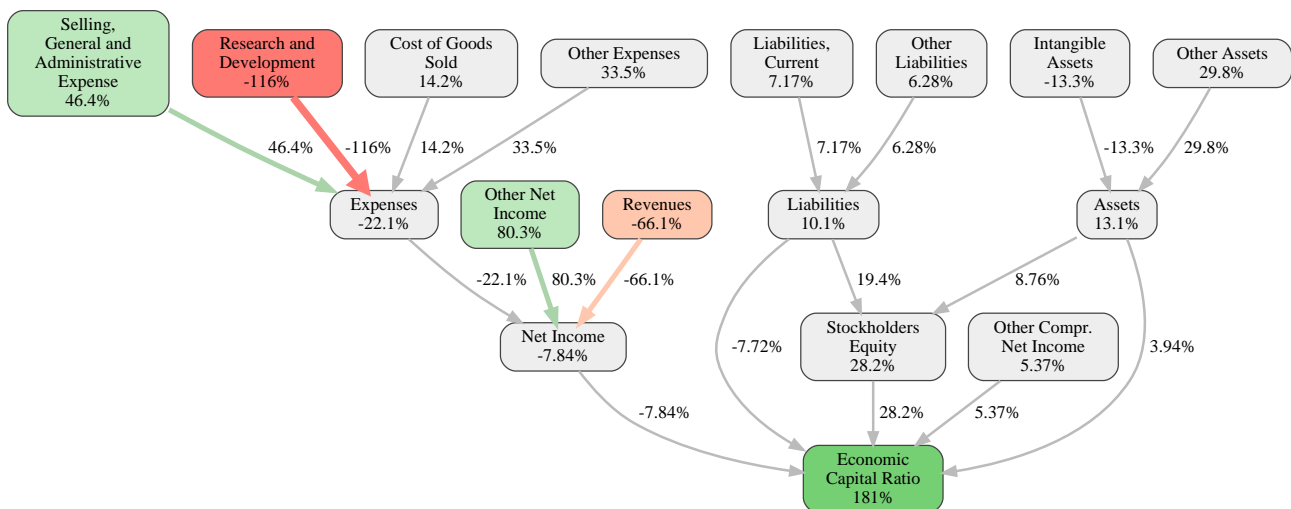 Selling,
General and
Administrative
Expense
46.4%
Research and
Development
-116%
Cost of Goods
Sold
14.2%
Other Expenses
33.5%
Liabilities,
Current
7.17%
Other
Liabilities
6.28%
Intangible
Assets
-13.3%
Other Assets
29.8%
46.4%
-116%
14.2%
33.5%
7.17%
6.28%
-13.3%
29.8%
Expenses
-22.1%
Other Net
Income
80.3%
Revenues
-66.1%
Liabilities
10.1%
Assets
13.1%
-22.1%
80.3%
-66.1%
19.4%
8.76%
Net Income
-7.84%
-7.72%
Stockholders
Equity
28.2%
Other Compr.
Net Income
5.37%
3.94%
-7.84%
28.2%
5.37%
Economic
Capital Ratio
181%